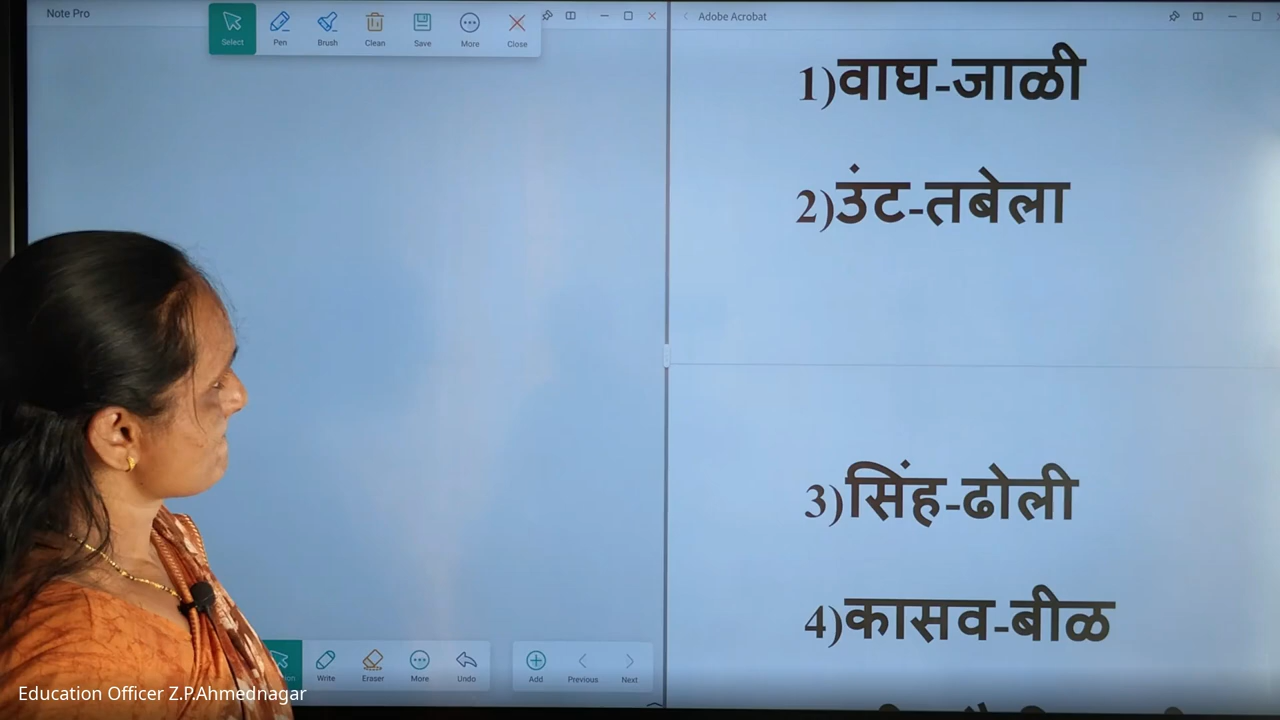 Note Pro
Select
Pen
Brush
Clean
Save
More
Close
Adobe Acrobat
1)वाघ-जाळी
2)उंट-तबेला
3)सिंह-ढोली
4)कासव-बीळ
Write
Eraser
More
Undo
Add
Previous
Next
Education Officer Z.P.Ahmednagar